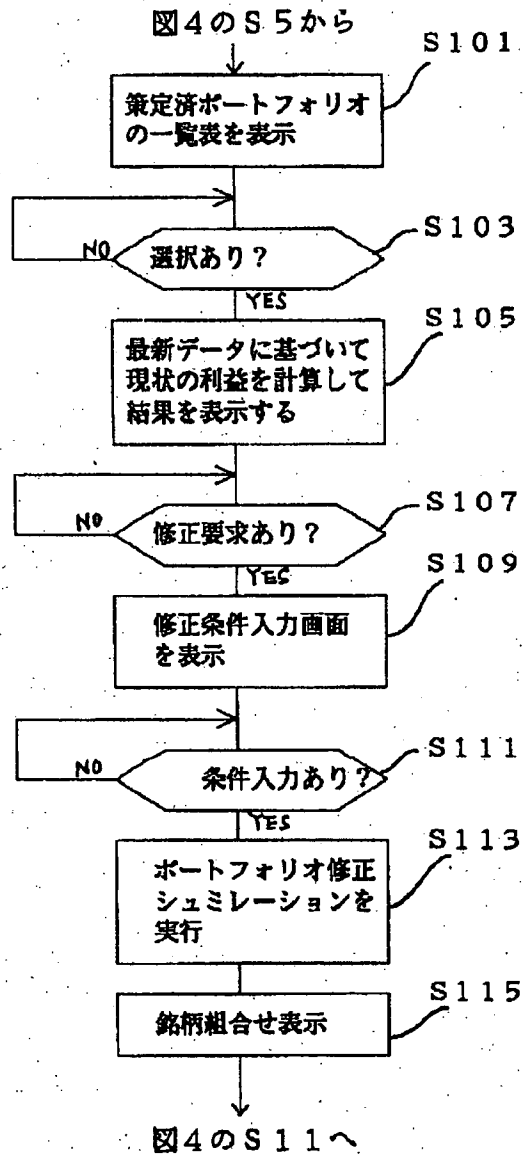 図4のS5から
S101
策定済ポートフォリオ
の一覧表を表示
S103
NO
選択あり？
YES
S105
最新データに基づいて
現状の利益を計算して
結果を表示する
S107
NO
修正要求あり？
YES
S109
修正条件入力画面
を表示
S111
NO
条件入力あり？
YES
S113
ポートフォリオ修正
シュミレーションを
実行
S115
銘柄組合せ表示
図4のS11へ